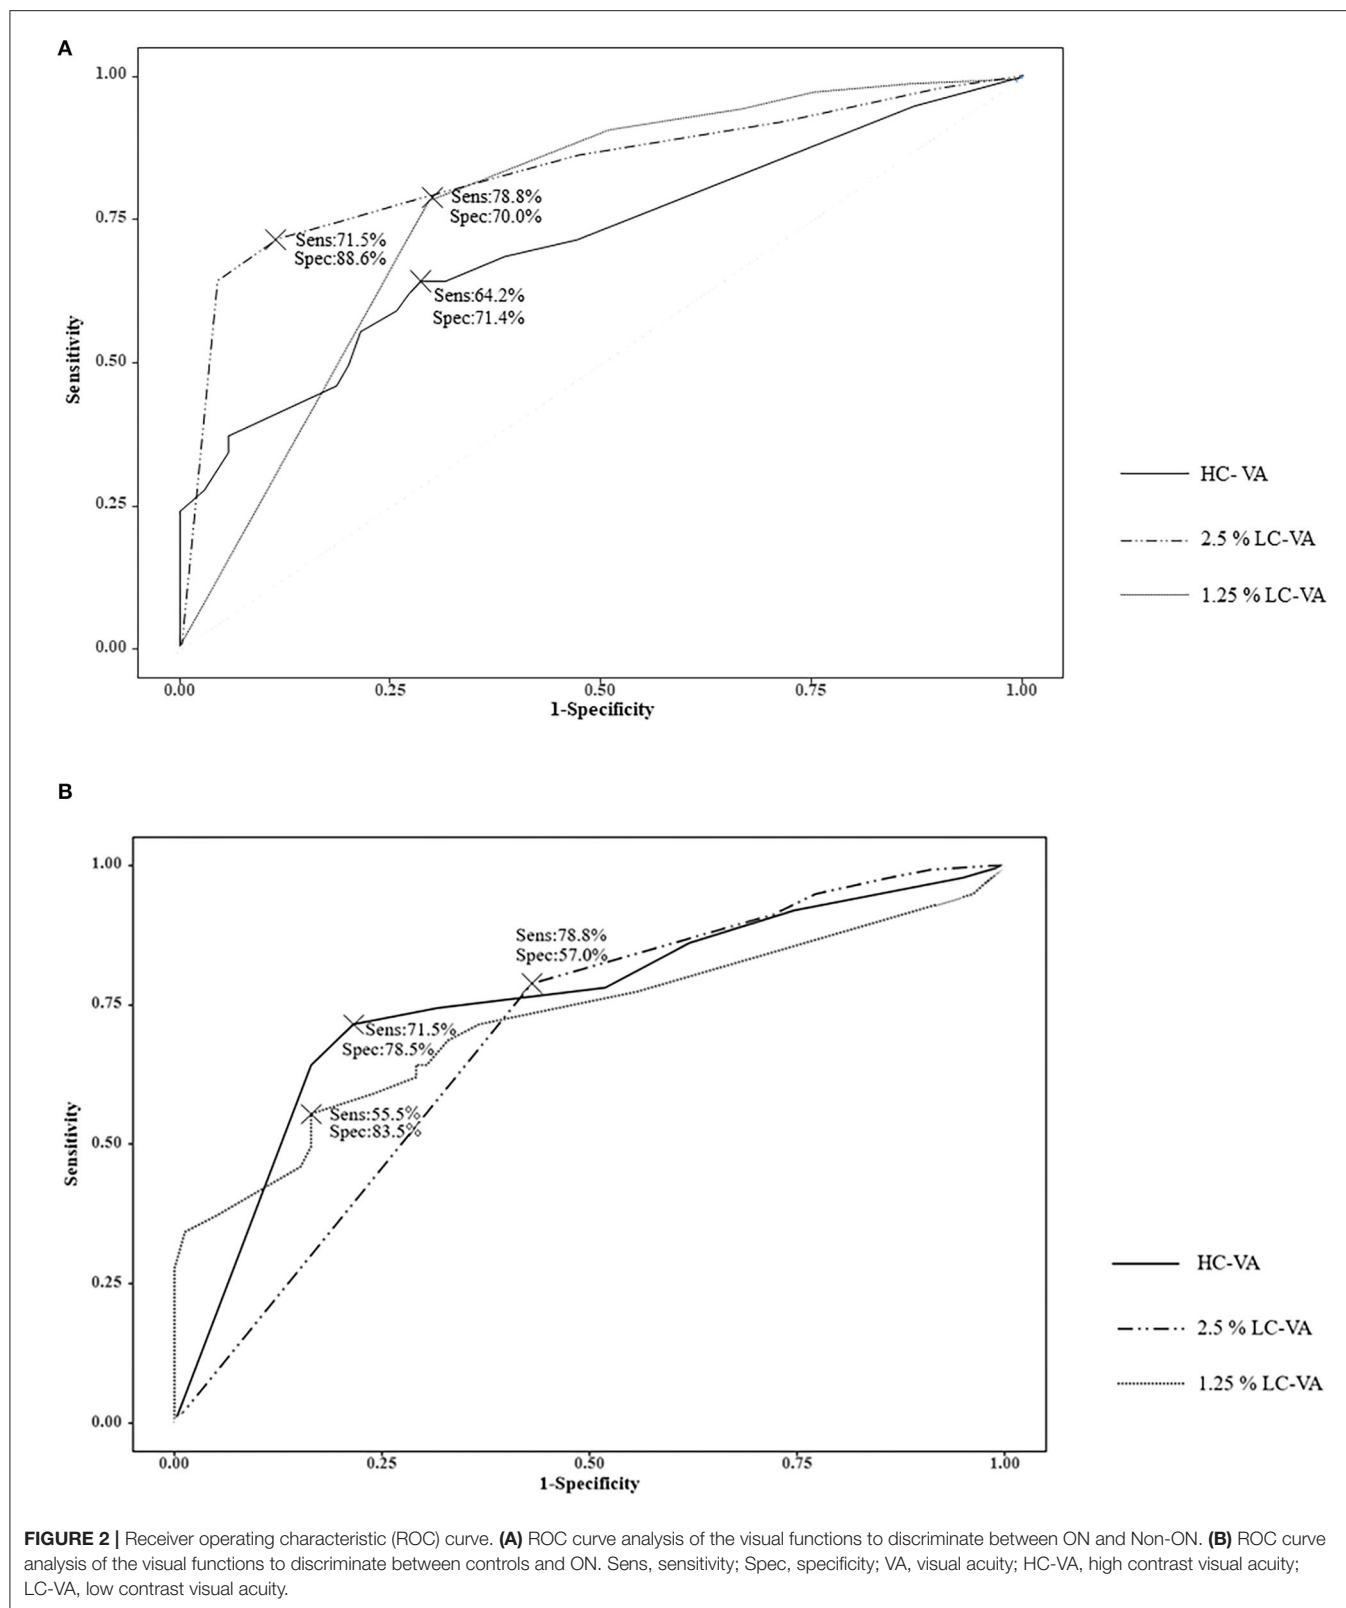 A
1.00
0.75
0.50
0.25
0.00
Sensitivity
Sens:78.8%
Spec:70.0%
Sens:71.5%
Spec:88.6%
Sens:64.2%
Spec:71.4%
0.00 0.25 0.50 0.75 1.00
1-Specificity
HC- VA
2.5 % LC-VA
1.25 % LC-VA
B
1.00
0.75
0.50
0.25
0.00
Sensitivity
Sens:78.8%
Spec:57.0%
Sens:71.5%
Spec:78.5%
Sens:55.5%
Spec:83.5%
0.00 0.25 0.50 0.75 1.00
1-Specificity
HC-VA
2.5 % LC-VA
1.25 % LC-VA
FIGURE 2 | Receiver operating characteristic (ROC) curve. (A) ROC curve analysis of the visual functions to discriminate between ON and Non-ON. (B) ROC curve
analysis of the visual functions to discriminate between controls and ON. Sens, sensitivity; Spec, specificity; VA, visual acuity; HC-VA, high contrast visual acuity;
LC-VA, low contrast visual acuity.